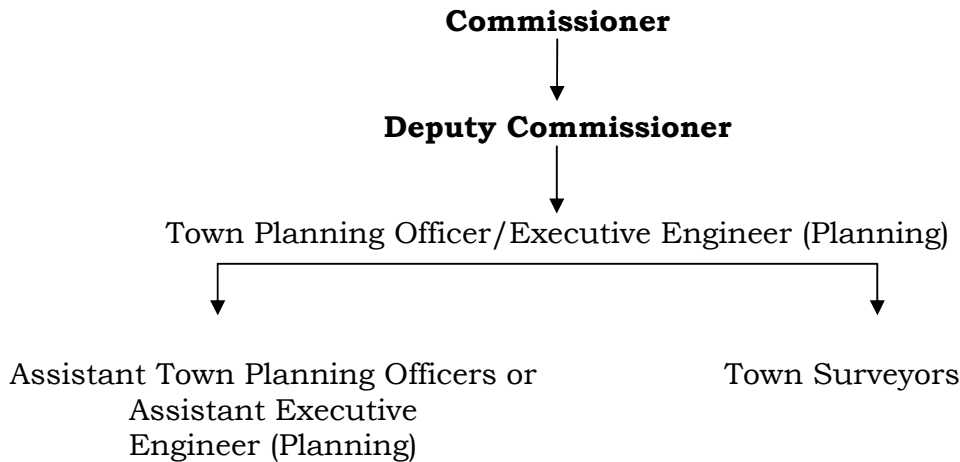 Commissioner
Deputy Commissioner
Town Planning Officer/Executive Engineer (Planning)
Assistant Town Planning Officers or
Assistant Executive
Engineer (Planning)
Town Surveyors